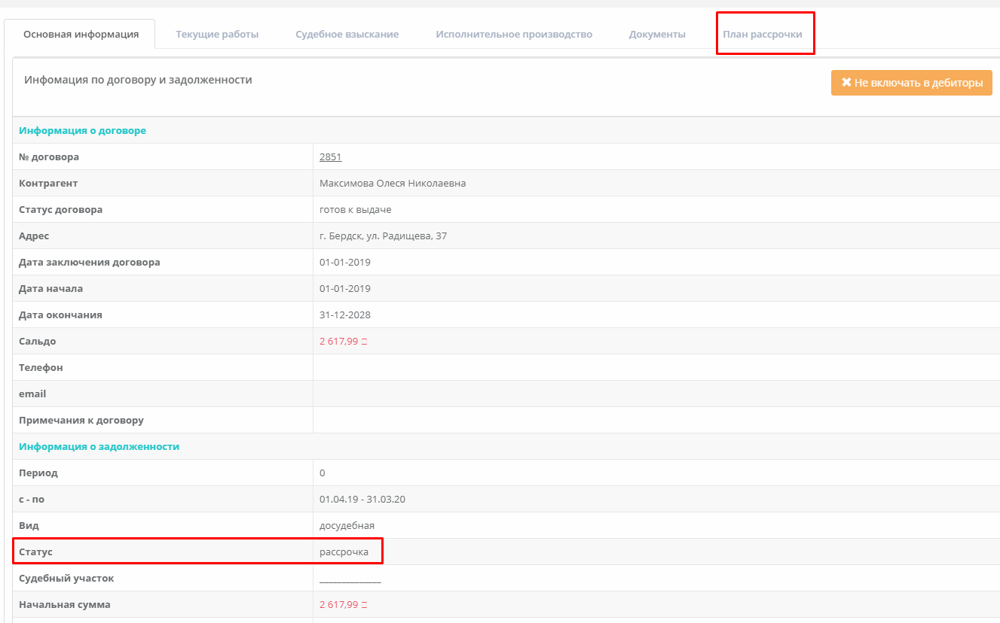 Основная информация Текущие работы Судебное взыскание Исполнительное производство Документы План рассрочки
Инфомация по договору и задолженности
✖ Не включать в дебиторы
Информация о договоре
№ договора 2851
Контрагент Максимова Олеся Николаевна
Статус договора готов к выдаче
Адрес г. Бердск, ул. Радищева, 37
Дата заключения договора 01-01-2019
Дата начала 01-01-2019
Дата окончания 31-12-2028
Сальдо 2 617,99 □
Телефон
email
Примечания к договору
Информация о задолженности
Период 0
с - по 01.04.19 - 31.03.20
Вид досудебная
Статус рассрочка
Судебный участок ______________
Начальная сумма 2 617,99 □